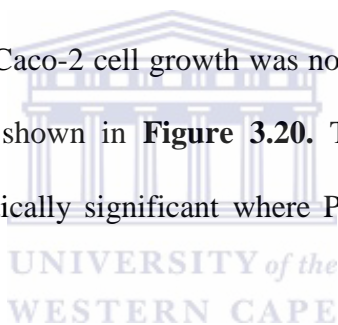 Caco-2 cell growth was no
shown in Figure 3.20. T
ically significant where P
UNIVERSITY of the
WESTERN CAPE